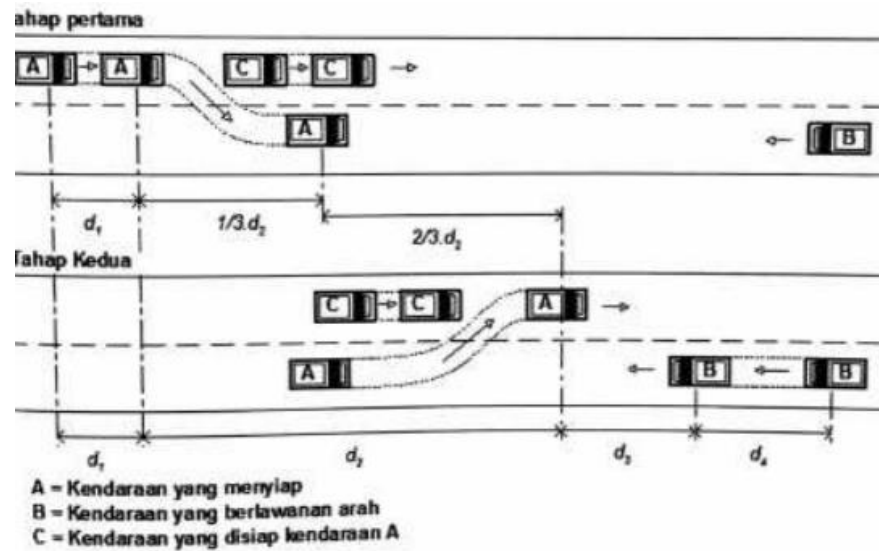 ahap pertama
A A C C
A B
d₁ 1/3.d₂ 2/3.d₂
Tahap Kedua
C C A
A B B
d₁ d₂ d₃ d₄
A = Kendaraan yang menyiap
B = Kendaraan yang berlawanan arah
C = Kendaraan yang disiap kendaraan A